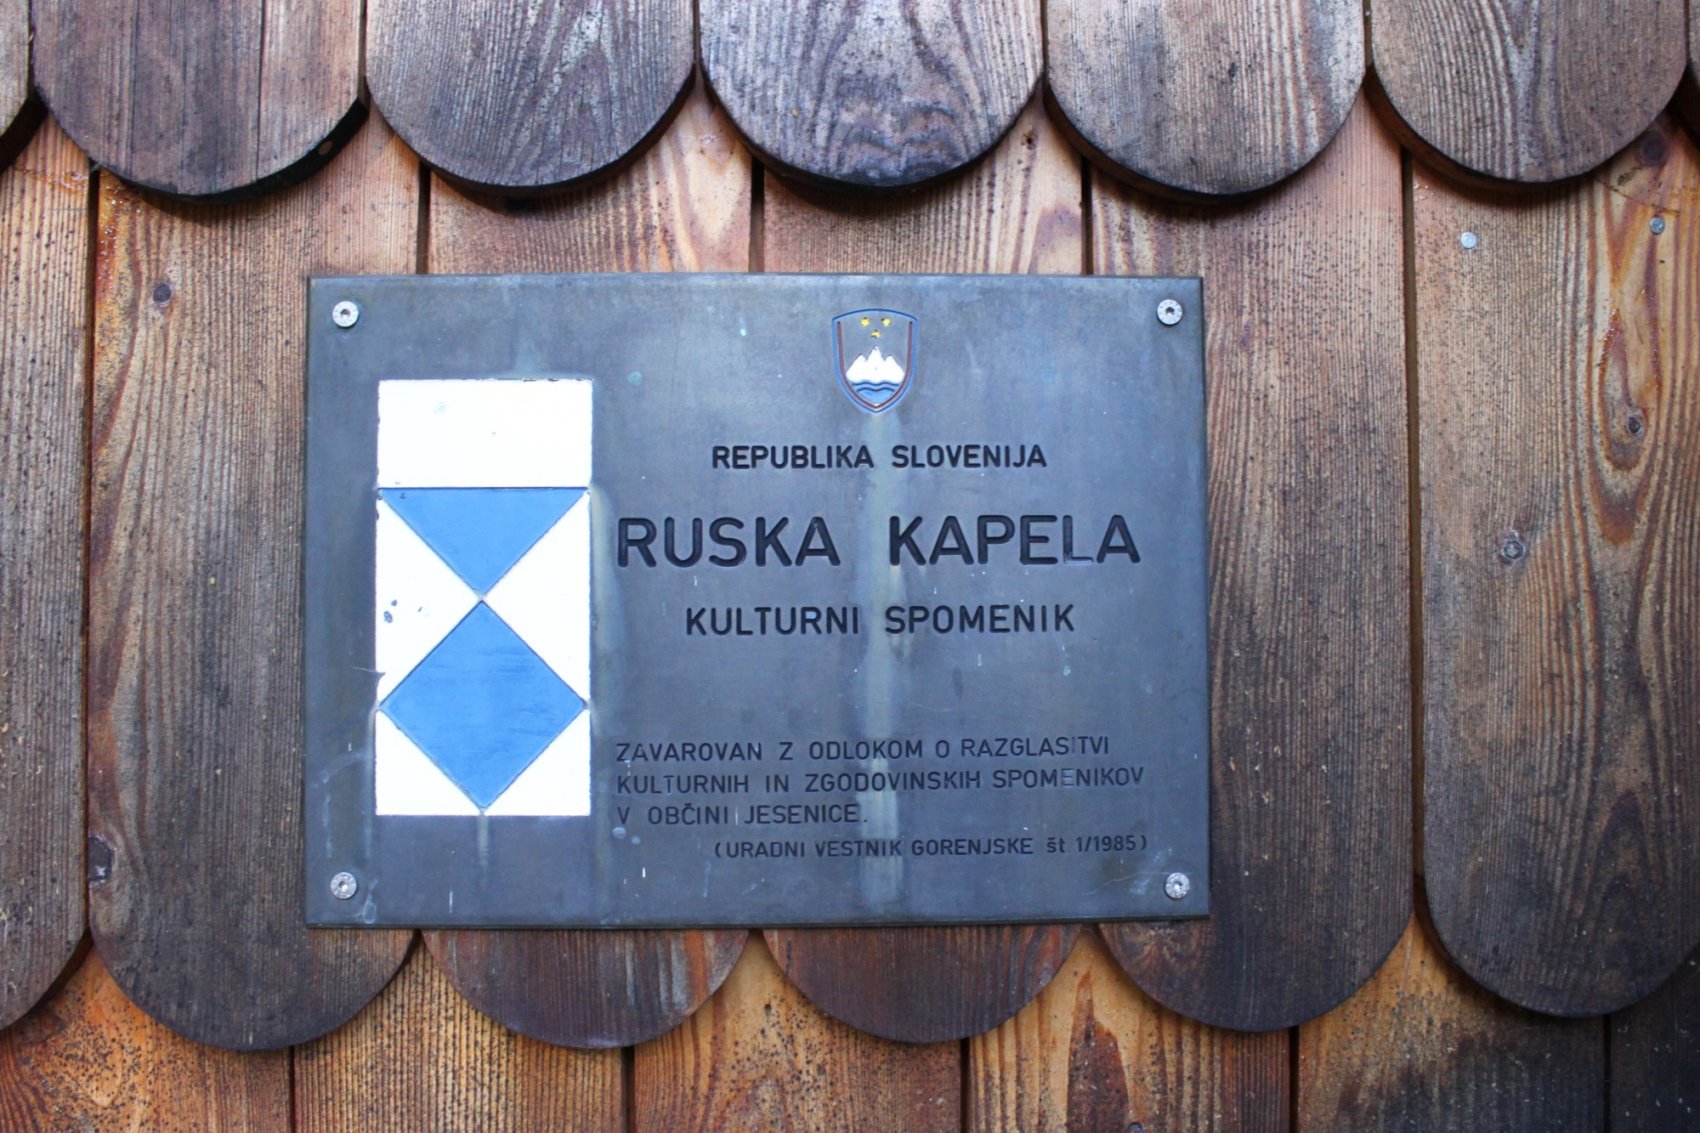 REPUBLIKA SLOVENIJA
RUSKA KAPELA
KULTURNI SPOMENIK
ZAVAROVAN Z ODLOKOM O RAZGLASITVI
KULTURNIH IN ZGODOVINSKIH SPOMENIKOV
V OBČINI JESENICE.
(URADNI VESTNIK GORENJSKE št. 1/1985)